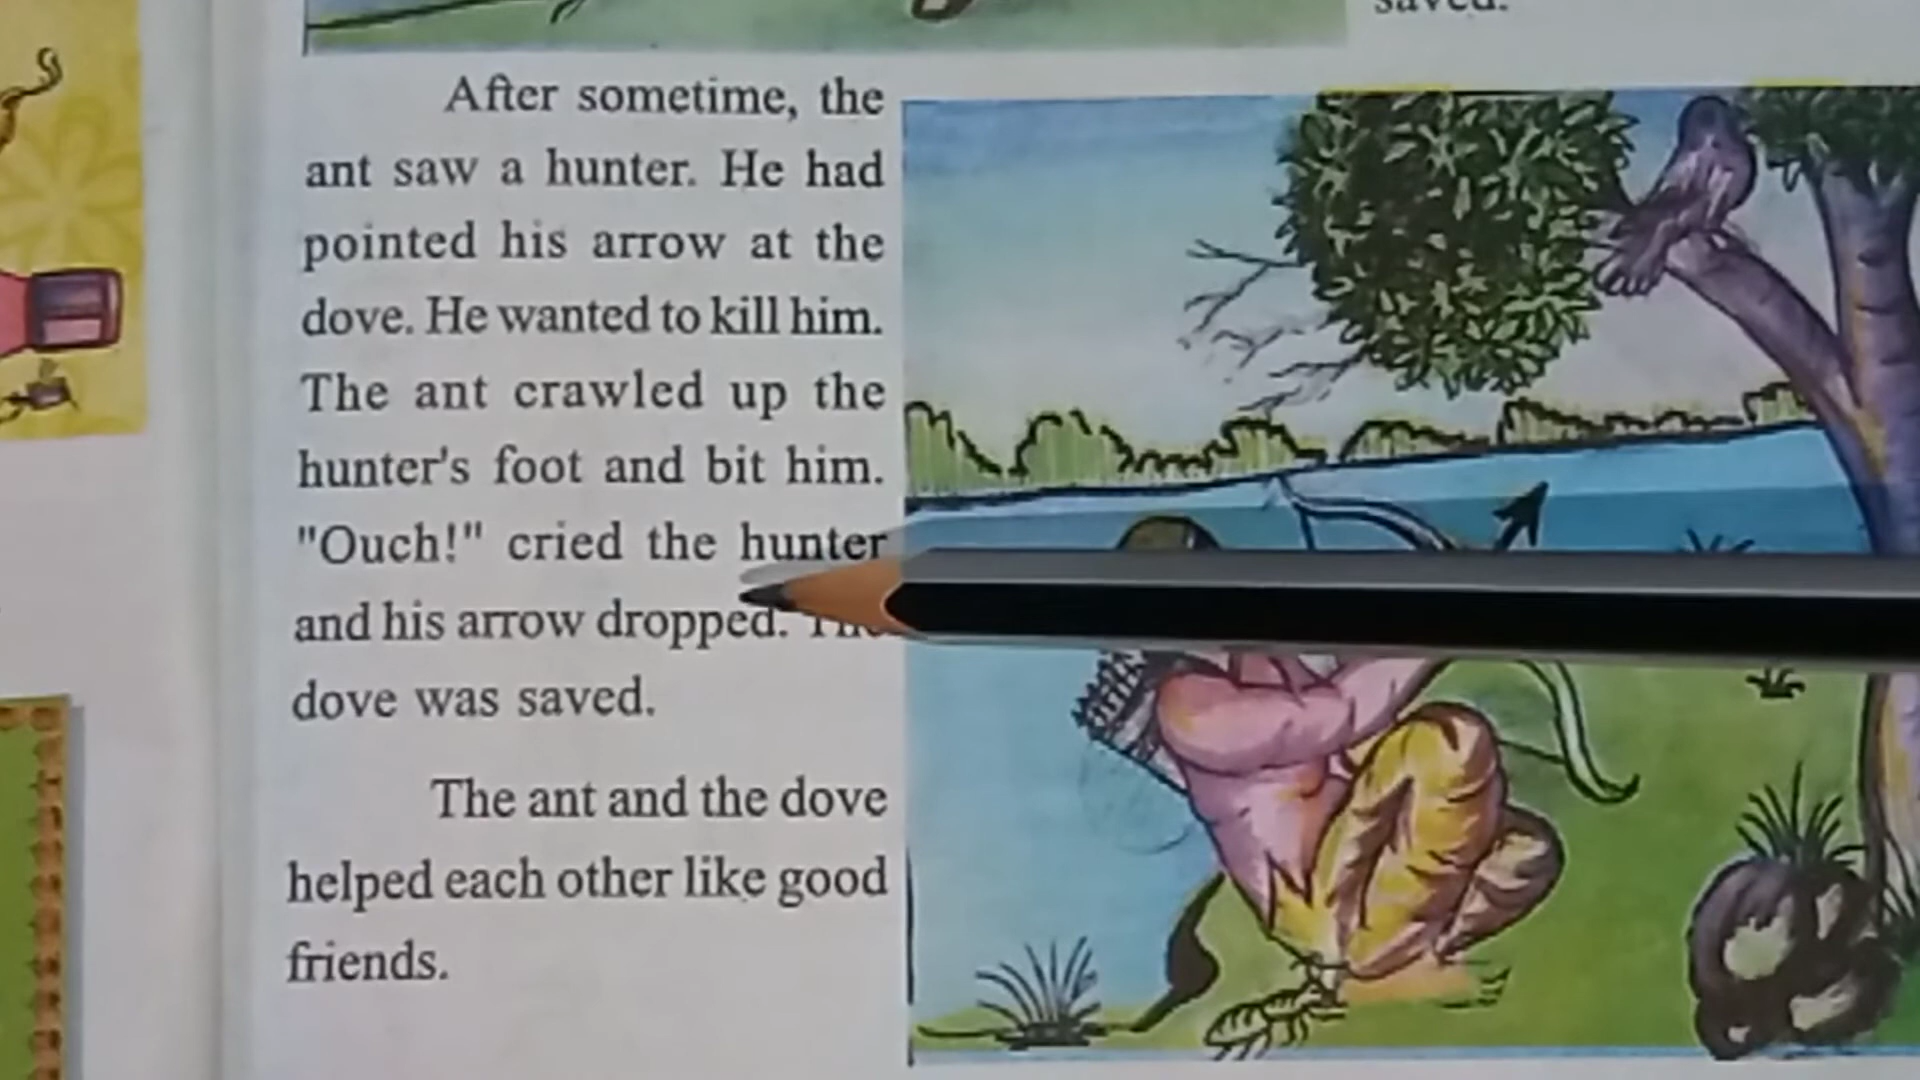 saved.
After sometime, the
ant saw a hunter. He had
pointed his arrow at the
dove. He wanted to kill him.
The ant crawled up the
hunter's foot and bit him.
"Ouch!" cried the hunter
and his arrow dropped. The
dove was saved.
The ant and the dove
helped each other like good
friends.